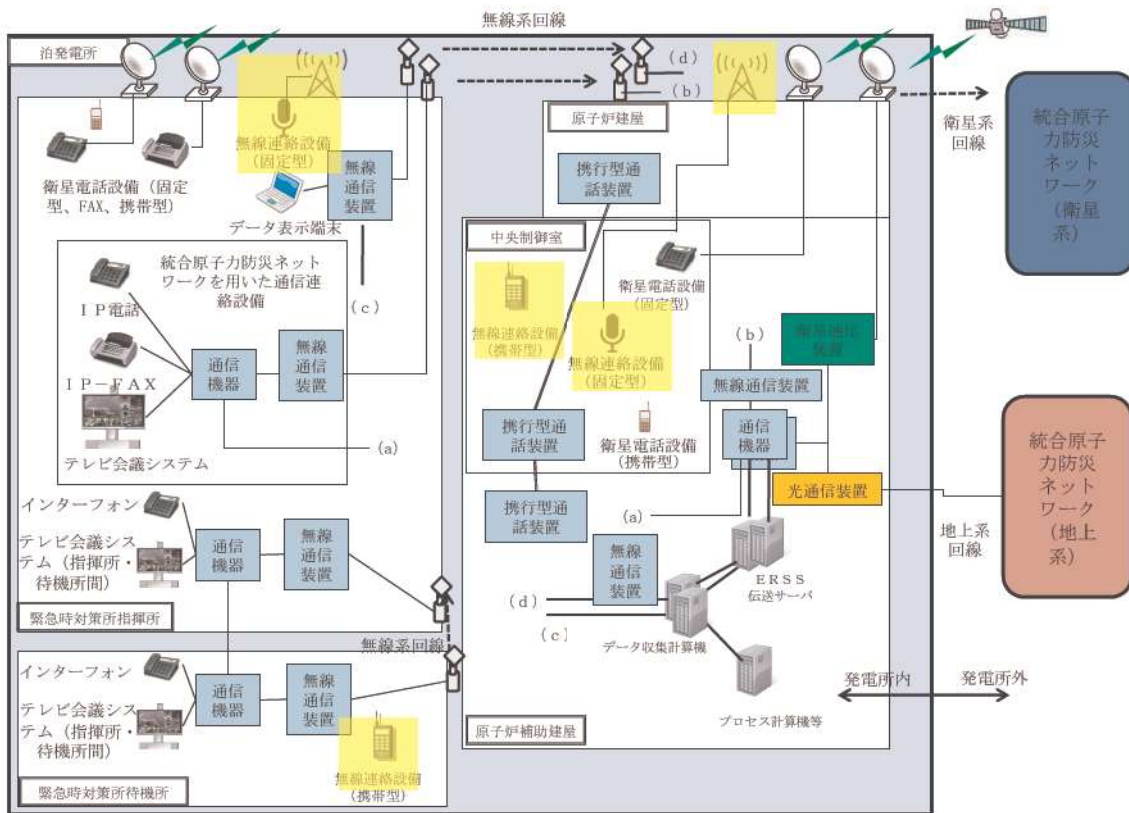 無線系回線
泊発電所
(d)
(b)
原子炉建屋
衛星系
回線
統合原子
力防災
ネット
ワーク
(衛星
系)
無線連絡設備
(固定型)
衛星電話設備(固定
型、FAX、携帯型)
無線
通信
装置
データ表示端末
携行型通
話装置
中央制御室
統合原子力防災ネット
ワークを用いた通信連
絡設備
IP電話
(c)
衛星電話設備
(固定型)
無線連絡設備
(携帯型)
無線連絡設備
(固定型)
(b)
衛星通信
装置
通信
機器
無線
通信
装置
IP-FAX
無線通信装置
テレビ会議システム
(a)
携行型通
話装置
衛星電話設備
(携帯型)
通信
機器
統合原子
力防災
ネット
ワーク
(地上
系)
携行型通
話装置
光通信装置
(a)
地上系
回線
インターフォン
テレビ会議シス
テム(指揮所・
待機所間)
通信
機器
無線
通信
装置
無線
通信
装置
ERSS
伝送サーバ
(d)
(c)
データ収集計算機
緊急時対策所指揮所
無線系回線
インターフォン
テレビ会議シス
テム(指揮所・
待機所間)
通信
機器
無線
通信
装置
発電所内
発電所外
プロセス計算機等
原子炉補助建屋
無線連絡設備
(携帯型)
緊急時対策所待機所